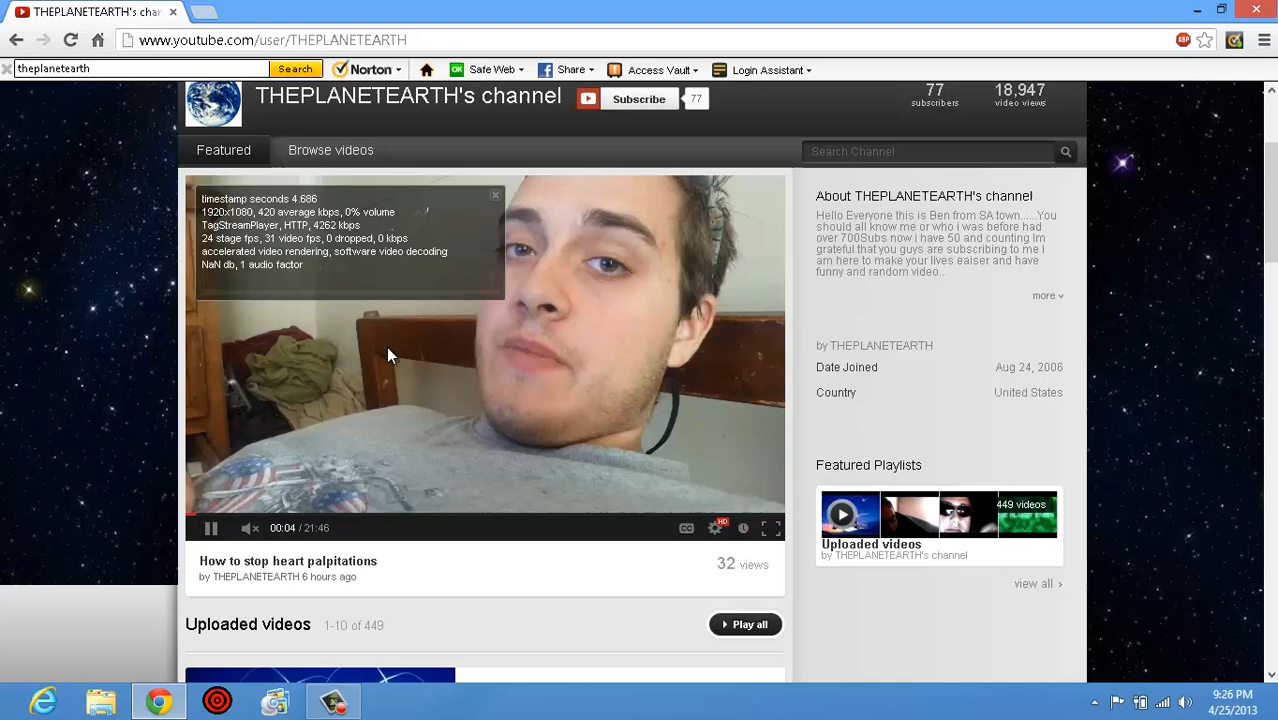 THEPLANETEARTH's char
www.youtube.com/user/THEPLANETEARTH
ABP
theplanetearth
Search
Norton
OK
Safe Web
Share
Access Vault
Login Assistant
THEPLANETEARTH's channel
Subscribe
77
77
subscribers
18,947
video views
Featured
Browse videos
Search Channel
timestamp seconds 4.686
1920x1080, 420 average kbps, 0% volume
TagStreamPlayer, HTTP, 4262 kbps
24 stage fps, 31 video fps, 0 dropped, 0 kbps
accelerated video rendering, software video decoding
NaN db, 1 audio factor
About THEPLANETEARTH's channel
Hello Everyone this is Ben from SA town......You
should all know me or who i was before had
over 700Subs now i have 50 and counting Im
grateful that you guys are subscribing to me I
am here to make your lives eaiser and have
funny and random video...
more
by THEPLANETEARTH
Date Joined
Aug 24, 2006
Country
United States
Featured Playlists
449 videos
Uploaded videos
by THEPLANETEARTH's channel
view all
00:04 / 21:46
CC
HD
How to stop heart palpitations
by THEPLANETEARTH 6 hours ago
32 views
Uploaded videos
1-10 of 449
Play all
9:26 PM
4/25/2013